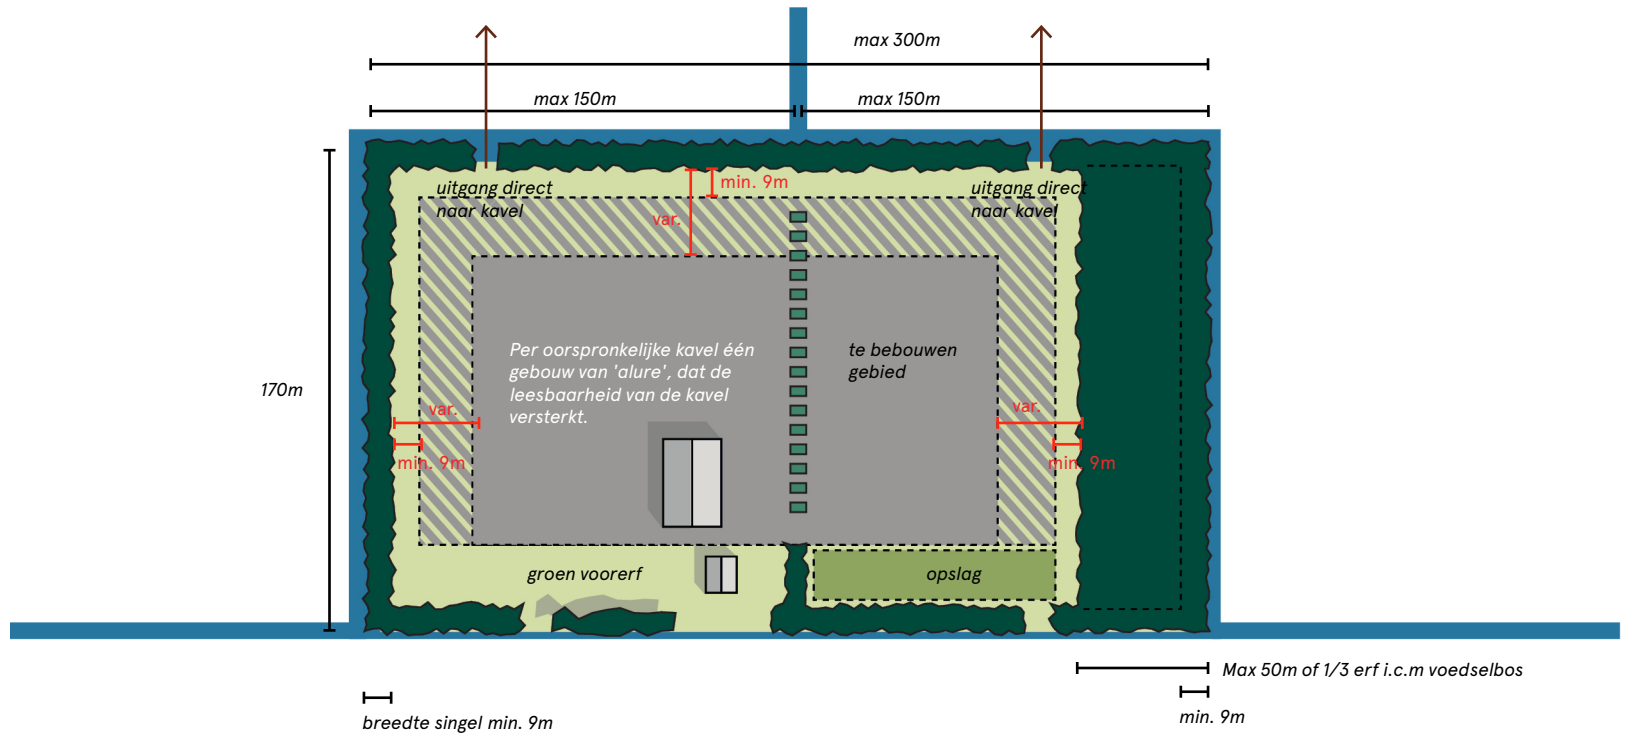 max 300m
max 150m
max 150m
uitgang direct
naar kavel
min. 9m
var.
uitgang direct
naar kavel
170m
Per oorspronkelijke kavel één
gebouw van 'alure', dat de
leesbaarheid van de kavel
versterkt.
te bebouwen
gebied
var.
min. 9m
var.
min. 9m
groen voorerf
opslag
Max 50m of 1/3 erf i.c.m voedselbos
min. 9m
breedte singel min. 9m